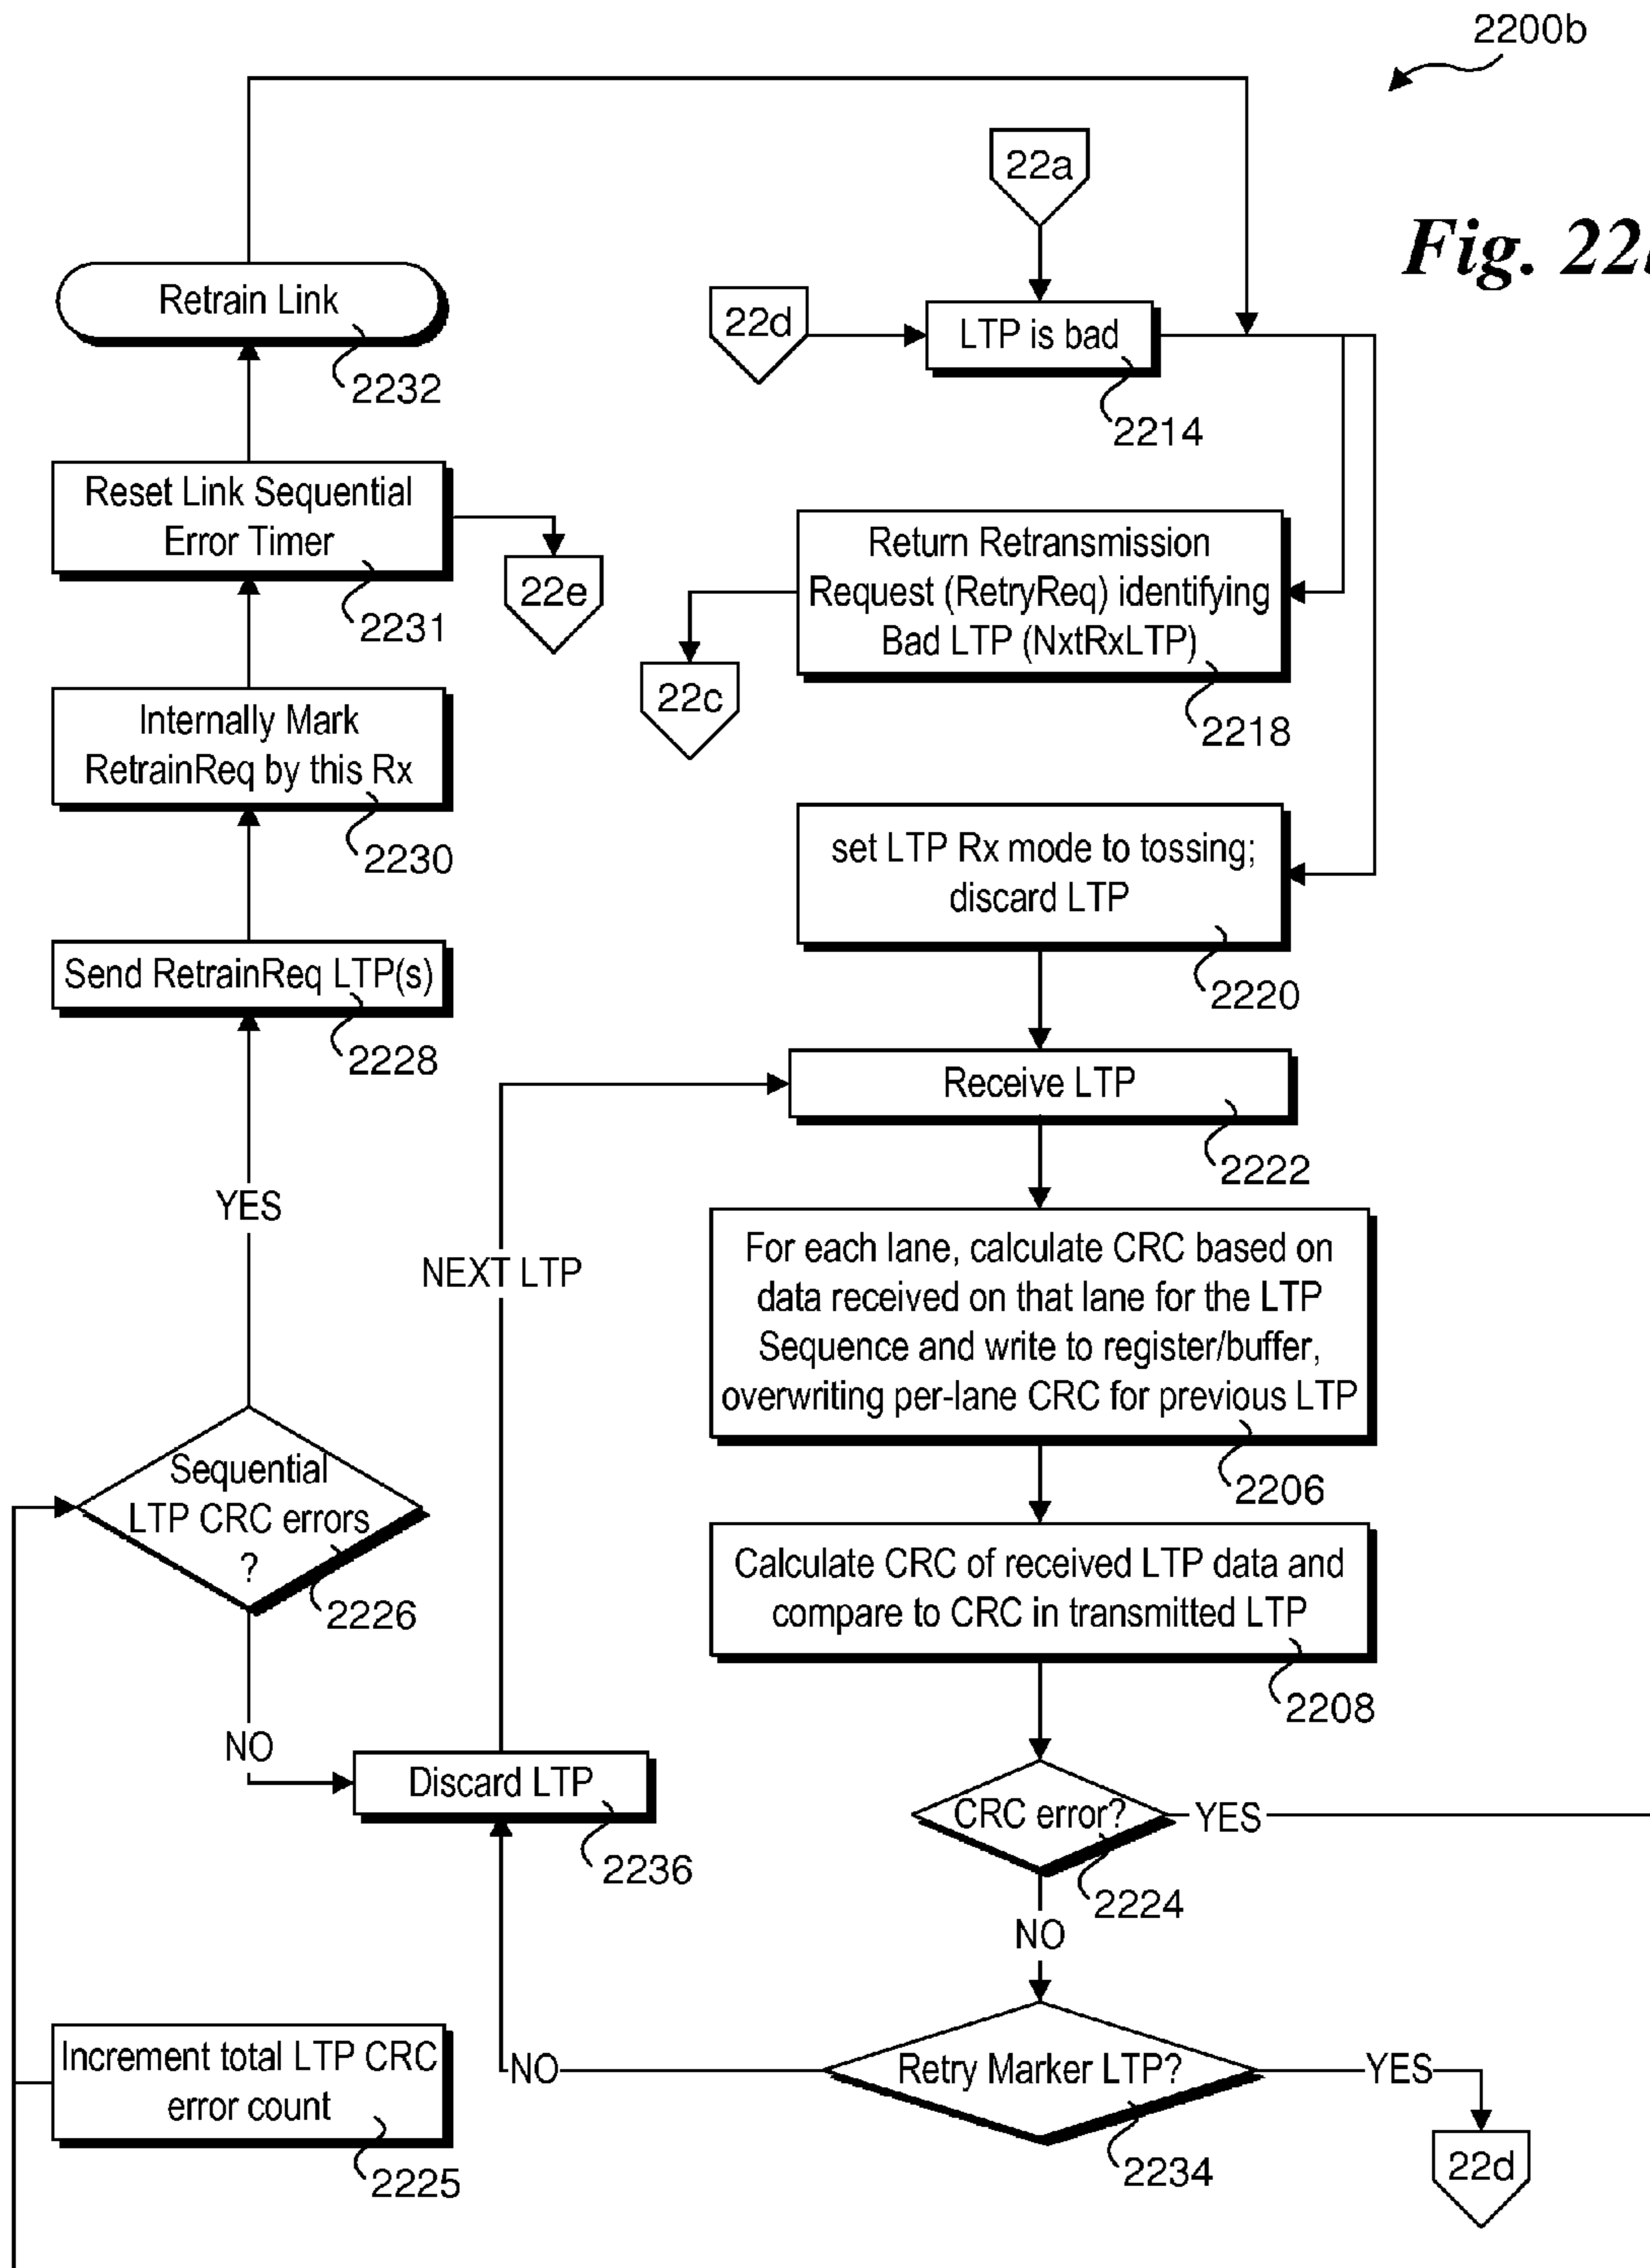 2200b
22a
Fig. 22
Retrain Link
2232
22d
LTP is bad
2214
Reset Link Sequential
Error Timer
2231
22e
Return Retransmission
Request (RetryReq) identifying
Bad LTP (NxtRxLTP)
2218
22c
Internally Mark
RetrainReq by this Rx
2230
set LTP Rx mode to tossing;
discard LTP
2220
Send RetrainReq LTP(s)
2228
Receive LTP
2222
YES
NEXT LTP
For each lane, calculate CRC based on
data received on that lane for the LTP
Sequence and write to register/buffer,
overwriting per-lane CRC for previous LTP
2206
Sequential
LTP CRC errors
?
2226
Calculate CRC of received LTP data and
compare to CRC in transmitted LTP
2208
NO
Discard LTP
2236
CRC error?
YES
2224
NO
Increment total LTP CRC
error count
2225
NO
Retry Marker LTP?
YES
2234
22d